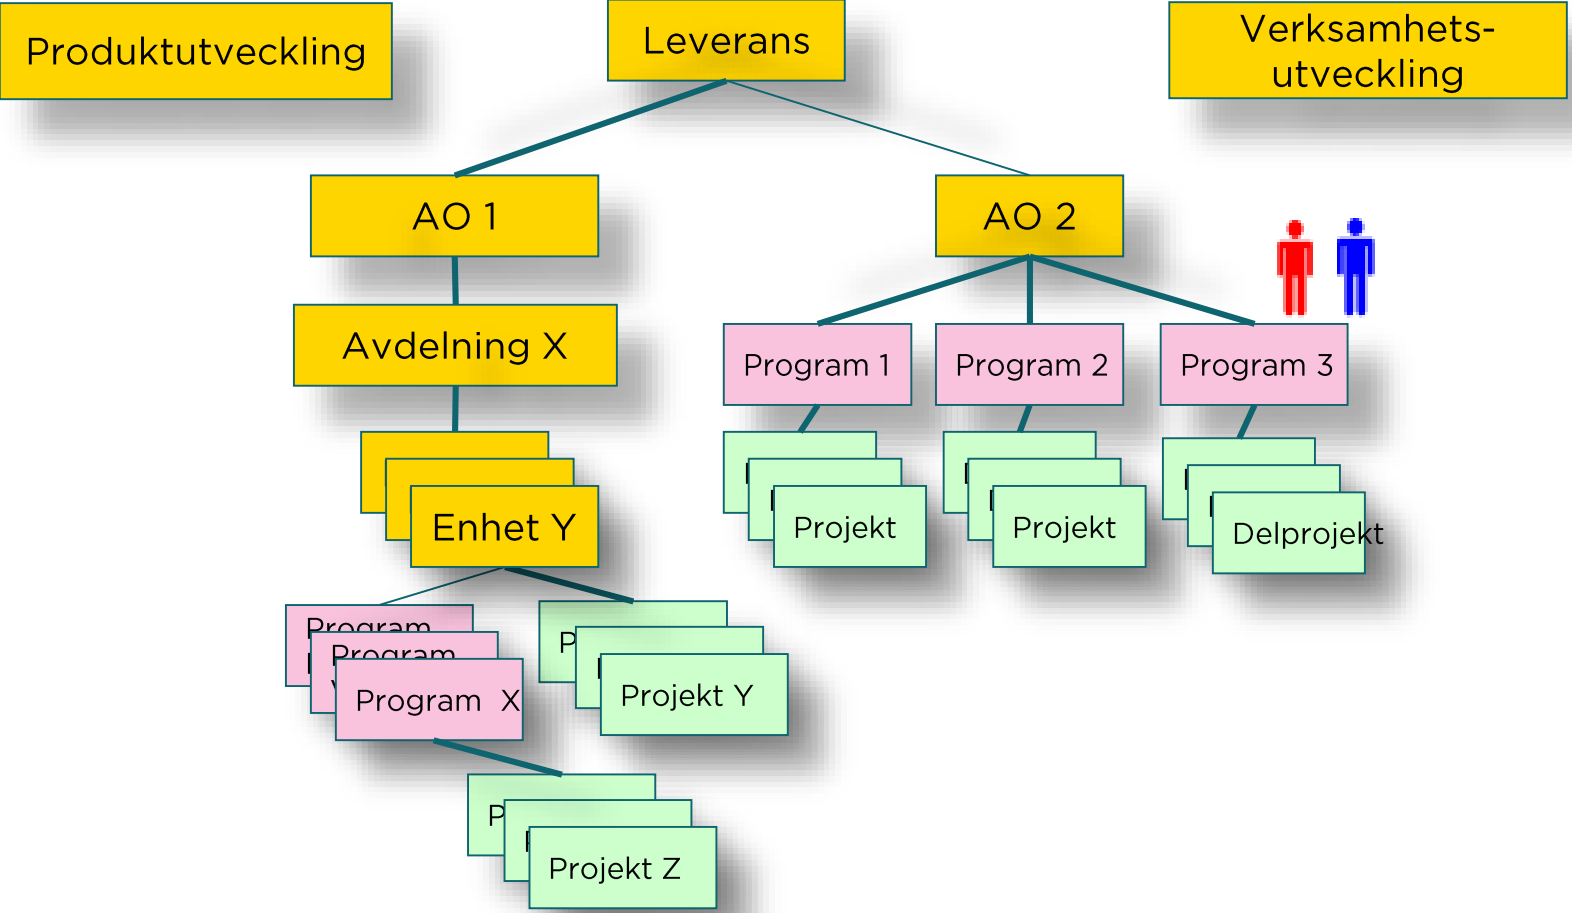 Produktutveckling
Leverans
Verksamhets-
utveckling
AO 1
AO 2
Avdelning X
Program 1
Program 2
Program 3
Enhet Y
Projekt
Projekt
Delprojekt
Program
Program
Program X
Projekt Y
Projekt Z